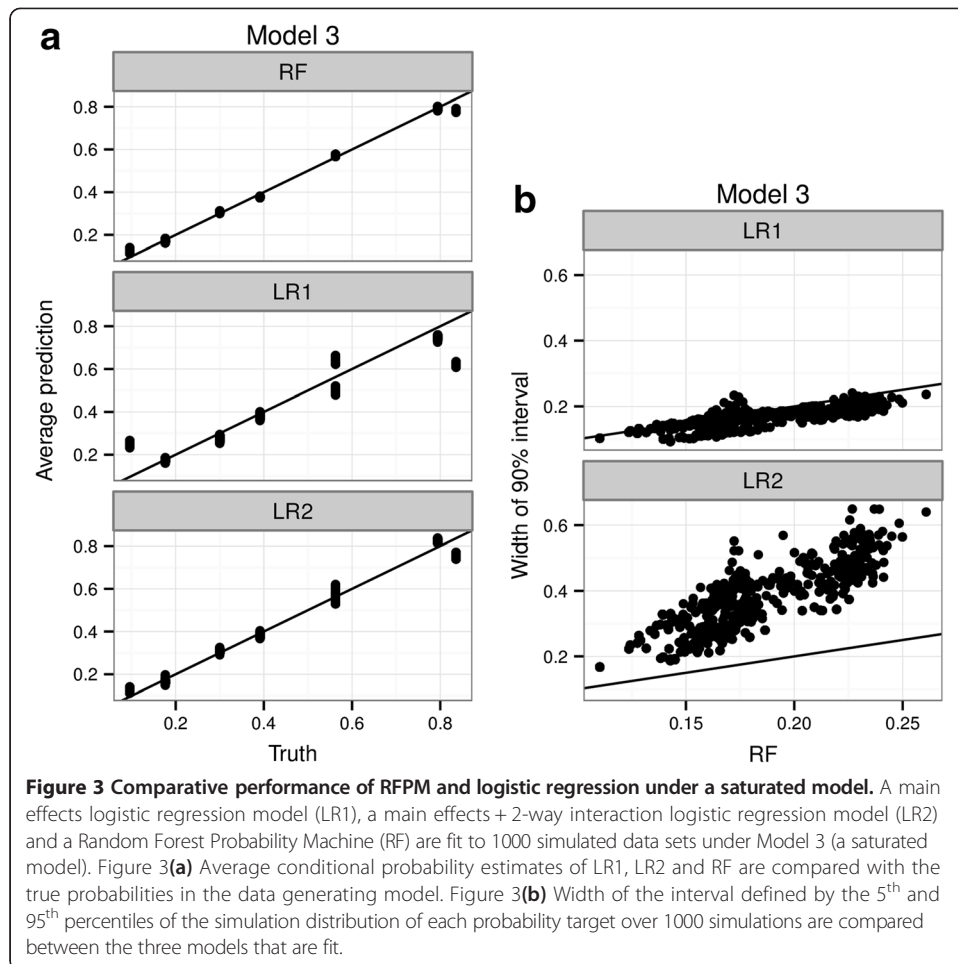 a
Model 3
RF
0.8
0.6
0.4
0.2
LR1
0.8
0.6
0.4
0.2
LR2
0.8
0.6
0.4
0.2
Average prediction
0.2 0.4 0.6 0.8
Truth
b
Model 3
LR1
0.6
0.4
0.2
LR2
0.6
0.4
0.2
Width of 90% interval
0.15 0.20 0.25
RF
Figure 3 Comparative performance of RFPM and logistic regression under a saturated model. A main
effects logistic regression model (LR1), a main effects + 2-way interaction logistic regression model (LR2)
and a Random Forest Probability Machine (RF) are fit to 1000 simulated data sets under Model 3 (a saturated
model). Figure 3(a) Average conditional probability estimates of LR1, LR2 and RF are compared with the
true probabilities in the data generating model. Figure 3(b) Width of the interval defined by the 5th and
95th percentiles of the simulation distribution of each probability target over 1000 simulations are compared
between the three models that are fit.